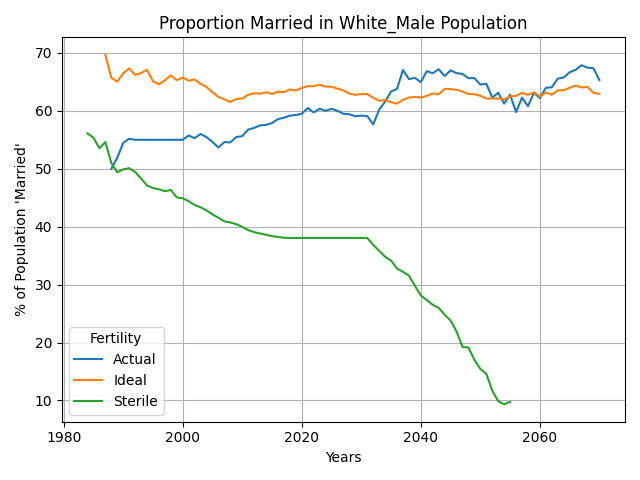 Proportion Married in White_Male Population
% of Population 'Married'
70
60
50
40
30
20
10
Fertility
Actual
Ideal
Sterile
1980
2000
2020
2040
2060
Years